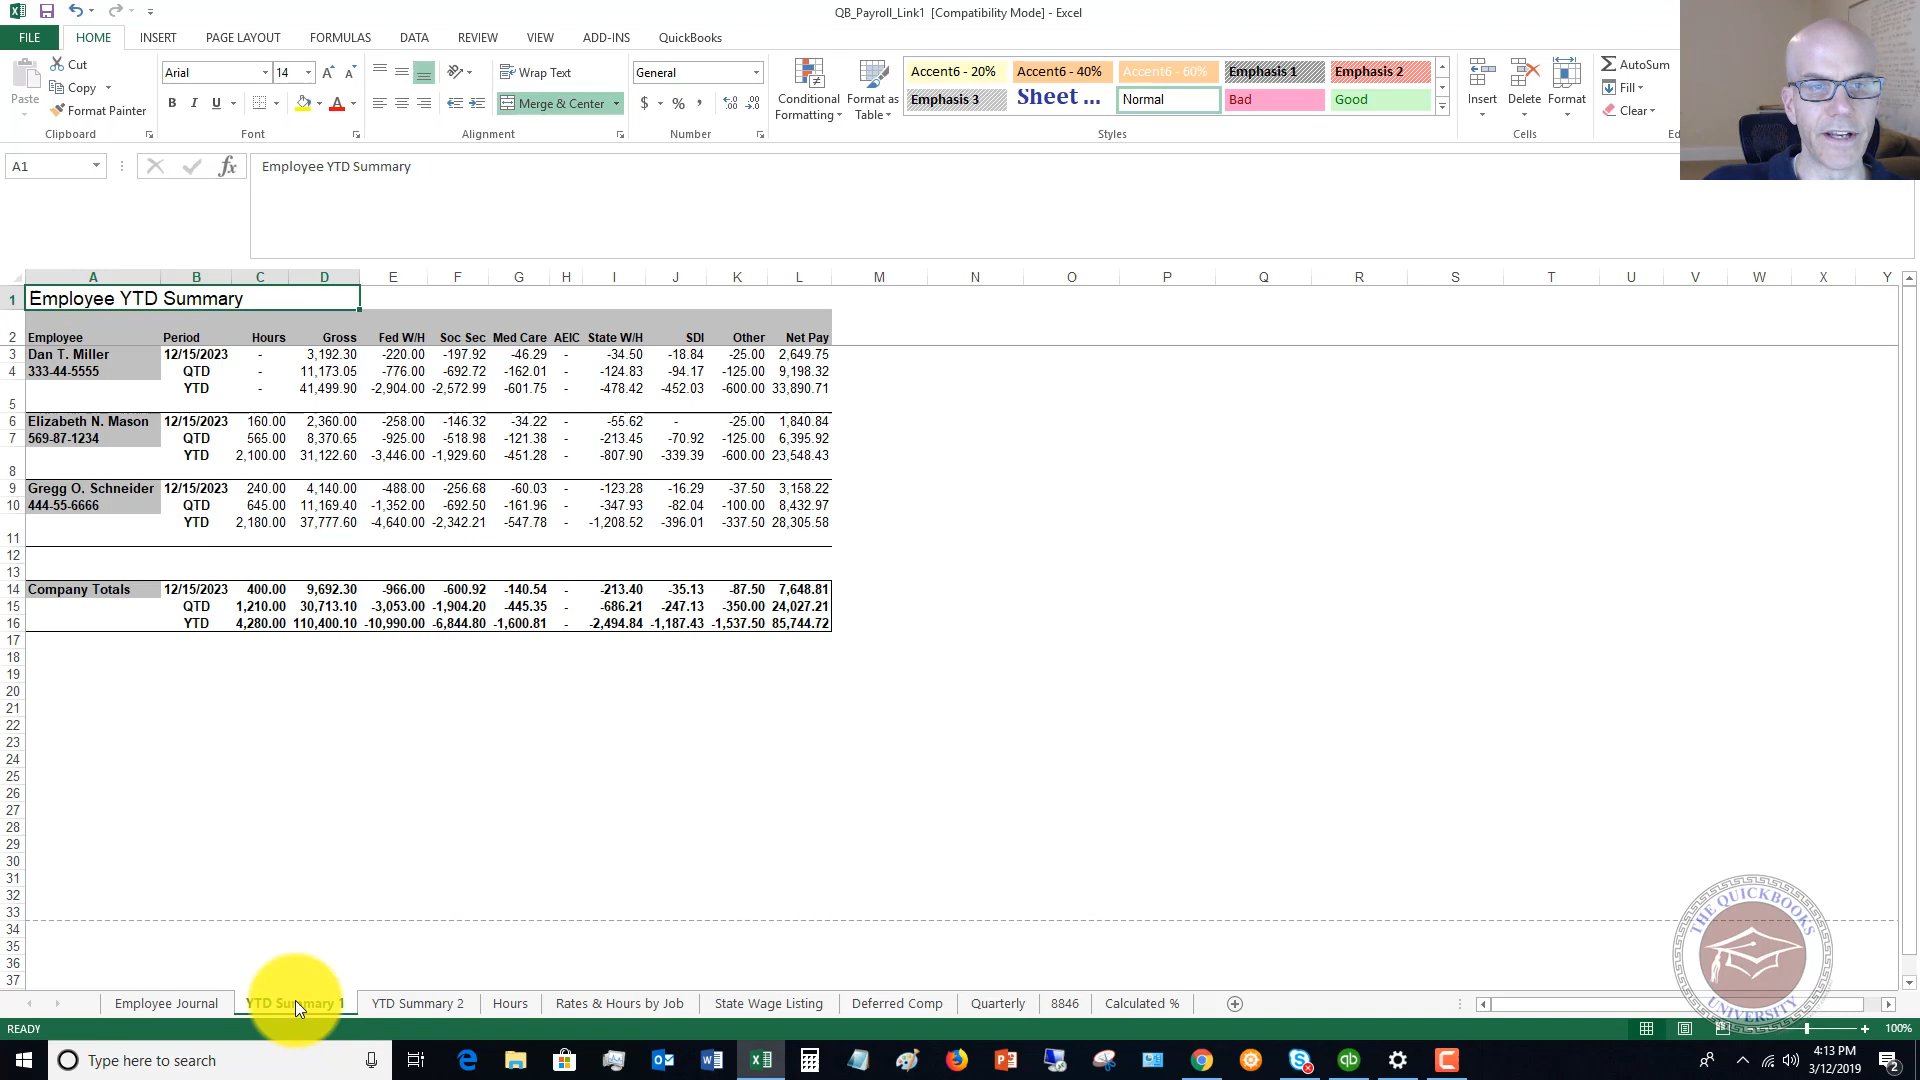 QB_Payroll_Link1 [Compatibility Mode] - Excel
FILE HOME INSERT PAGE LAYOUT FORMULAS DATA REVIEW VIEW ADD-INS QuickBooks
Paste Cut Copy Format Painter Clipboard
Arial 14 B I U A Font
Wrap Text Merge & Center Alignment
General $ % Number
Conditional Formatting Format as Table
Accent6 - 20% Accent6 - 40% Accent6 - 60% Emphasis 1 Emphasis 2
Emphasis 3 Sheet ... Normal Bad Good
Styles
Insert Delete Format Cells
AutoSum Fill Clear
A1 fx Employee YTD Summary
A B C D E F G H I J K L M N O P Q R S T U V W X Y
1 Employee YTD Summary
2 Employee Period Hours Gross Fed W/H Soc Sec Med Care AEIC State W/H SDI Other Net Pay
3 Dan T. Miller 12/15/2023 - 3,192.30 -220.00 -197.92 -46.29 - -34.50 -18.84 -25.00 2,649.75
4 333-44-5555 QTD - 11,173.05 -776.00 -692.72 -162.01 - -124.83 -94.17 -125.00 9,198.32
5 YTD - 41,499.90 -2,904.00 -2,572.99 -601.75 - -478.42 -452.03 -600.00 33,890.71
6 Elizabeth N. Mason 12/15/2023 160.00 2,360.00 -258.00 -146.32 -34.22 - -55.62 - -25.00 1,840.84
7 569-87-1234 QTD 565.00 8,370.65 -925.00 -518.98 -121.38 - -213.45 -70.92 -125.00 6,395.92
8 YTD 2,100.00 31,122.60 -3,446.00 -1,929.60 -451.28 - -807.90 -339.39 -600.00 23,548.43
9 Gregg O. Schneider 12/15/2023 240.00 4,140.00 -488.00 -256.68 -60.03 - -123.28 -16.29 -37.50 3,158.22
10 444-55-6666 QTD 645.00 11,169.40 -1,352.00 -692.50 -161.96 - -347.93 -82.04 -100.00 8,432.97
11 YTD 2,180.00 37,777.60 -4,640.00 -2,342.21 -547.78 - -1,208.52 -396.01 -337.50 28,305.58
12
13
14 Company Totals 12/15/2023 400.00 9,692.30 -966.00 -600.92 -140.54 - -213.40 -35.13 -87.50 7,648.81
15 QTD 1,210.00 30,713.10 -3,053.00 -1,904.20 -445.35 - -686.21 -247.13 -350.00 24,027.21
16 YTD 4,280.00 110,400.10 -10,990.00 -6,844.80 -1,600.81 - -2,494.84 -1,187.43 -1,537.50 85,744.72
17
18
19
20
21
22
23
24
25
26
27
28
29
30
31
32
33
34
35
36
37
THE QUICKBOOKS UNIVERSITY
Employee Journal YTD Summary 1 YTD Summary 2 Hours Rates & Hours by Job State Wage Listing Deferred Comp Quarterly 8846 Calculated %
READY 100%
Type here to search
4:13 PM
3/12/2019
2